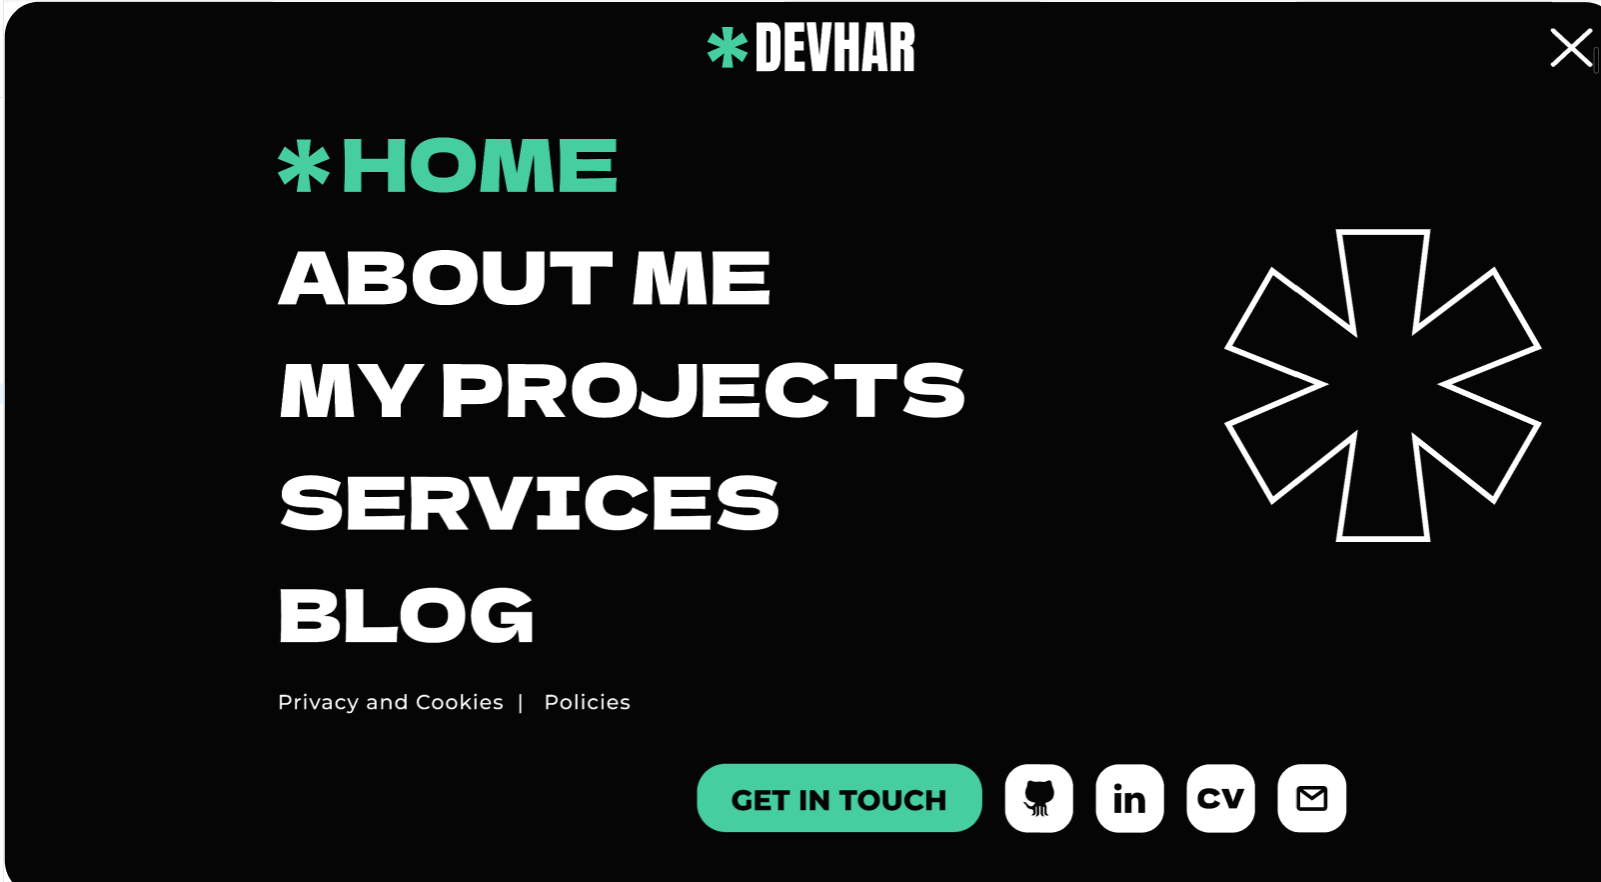 DEVHAR
HOME
ABOUT ME
MY PROJECTS
SERVICES
BLOG
Privacy and Cookies | Policies
GET IN TOUCH in CV